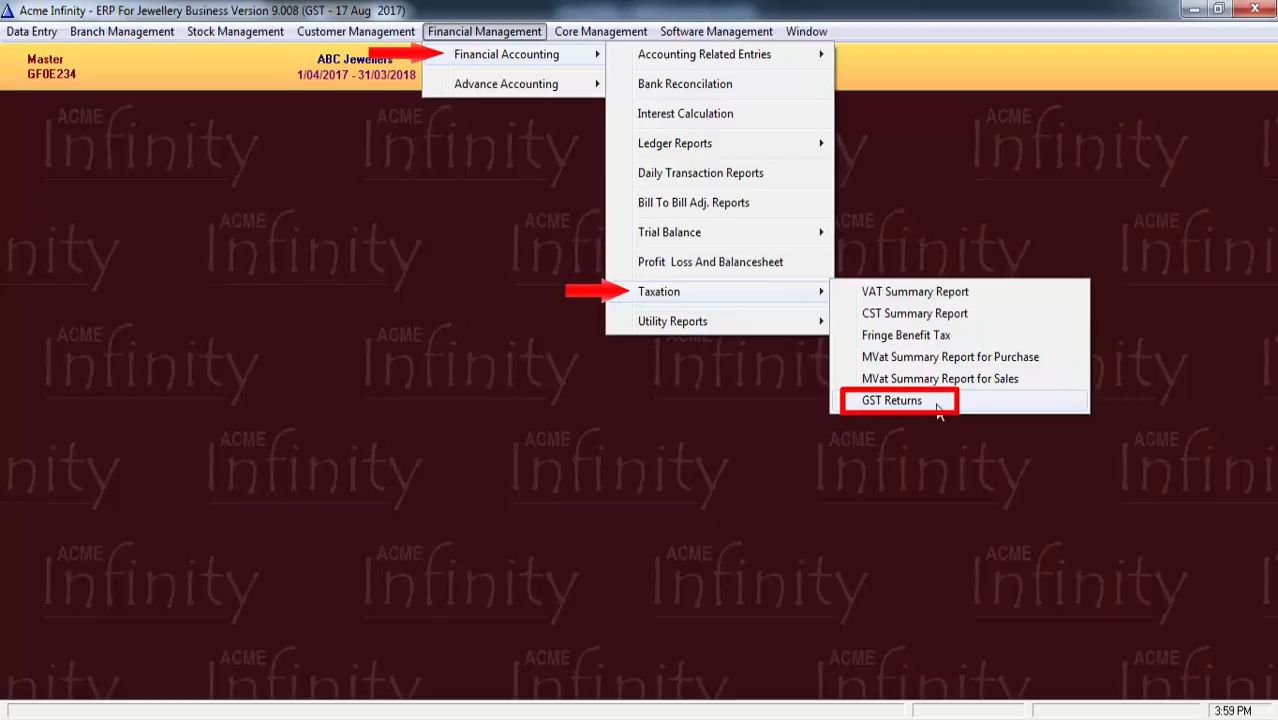 Acme Infinity - ERP For Jewellery Business Version 9.008 (GST - 17 Aug 2017)
Data Entry Branch Management Stock Management Customer Management Financial Management Core Management Software Management Window
Master
GF0E234
ABC Jewellers
1/04/2017 - 31/03/2018
Financial Accounting
Advance Accounting
Accounting Related Entries
Bank Reconciliation
Interest Calculation
Ledger Reports
Daily Transaction Reports
Bill To Bill Adj. Reports
Trial Balance
Profit Loss And Balancesheet
Taxation
Utility Reports
VAT Summary Report
CST Summary Report
Fringe Benefit Tax
MVat Summary Report for Purchase
MVat Summary Report for Sales
GST Returns
ACME Infinity
3:59 PM